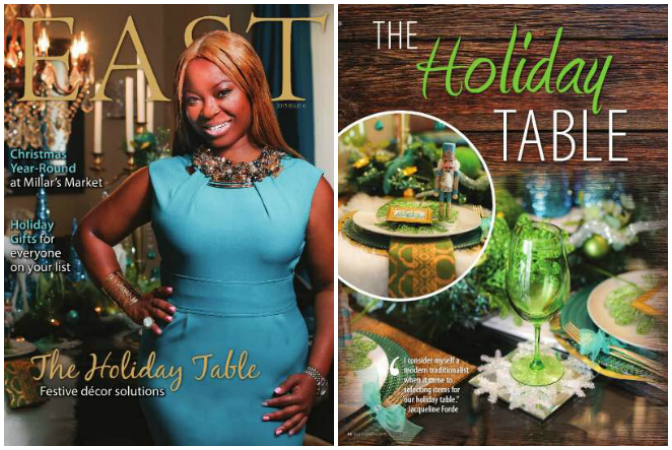 EAST
Christmas
Year-Round
at Millar's Market
Holiday
Gifts for
everyone
on your list
The Holiday Table
Festive décor solutions
THE
Holiday
TABLE
“I consider myself a
modern traditionalist
when it come to
selecting items for
our holiday table."
- Jacqueline Forde